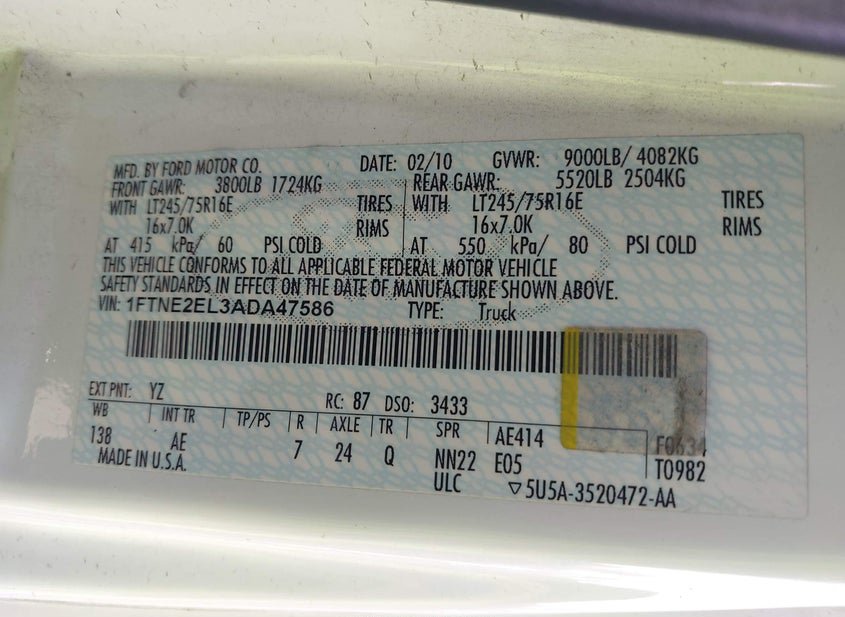 MFD. BY FORD MOTOR CO. DATE: 02/10 GVWR: 9000LB/ 4082KG
FRONT GAWR: 3800LB 1724KG REAR GAWR: 5520LB 2504KG
WITH LT245/75R16E TIRES WITH LT245/75R16E TIRES
16x7.0K RIMS 16x7.0K RIMS
AT 415 kPa/ 60 PSI COLD AT 550 kPa/ 80 PSI COLD
THIS VEHICLE CONFORMS TO ALL APPLICABLE FEDERAL MOTOR VEHICLE
SAFETY STANDARDS IN EFFECT ON THE DATE OF MANUFACTURE SHOWN ABOVE.
VIN: 1FTNE2EL3ADA47586 TYPE: Truck
EXT PNT: YZ RC: 87 DSO: 3433
WB INT TR TP/PS R AXLE TR SPR AE414 F0634
138 AE 7 24 Q NN22 E05 T0982
MADE IN U.S.A. ULC ▽5U5A-3520472-AA